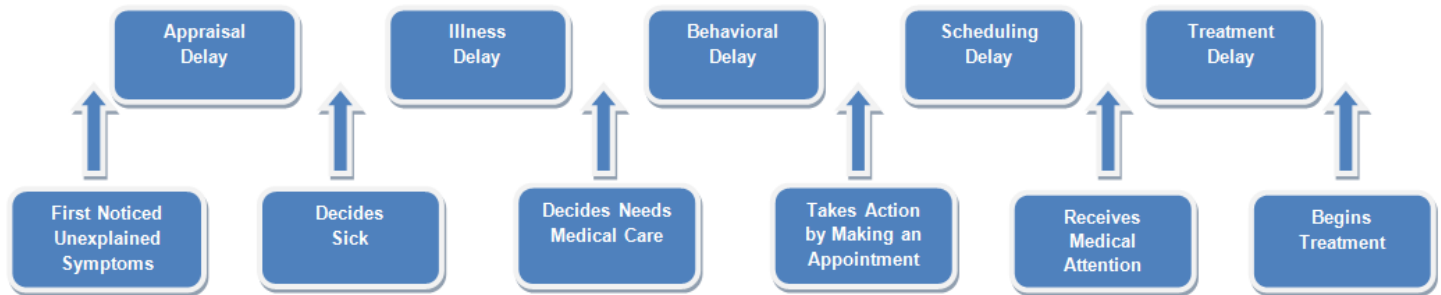 Appraisal
Delay
Illness
Delay
Behavioral
Delay
Scheduling
Delay
Treatment
Delay
First Noticed
Unexplained
Symptoms
Decides
Sick
Decides Needs
Medical Care
Takes Action
by Making an
Appointment
Receives
Medical
Attention
Begins
Treatment